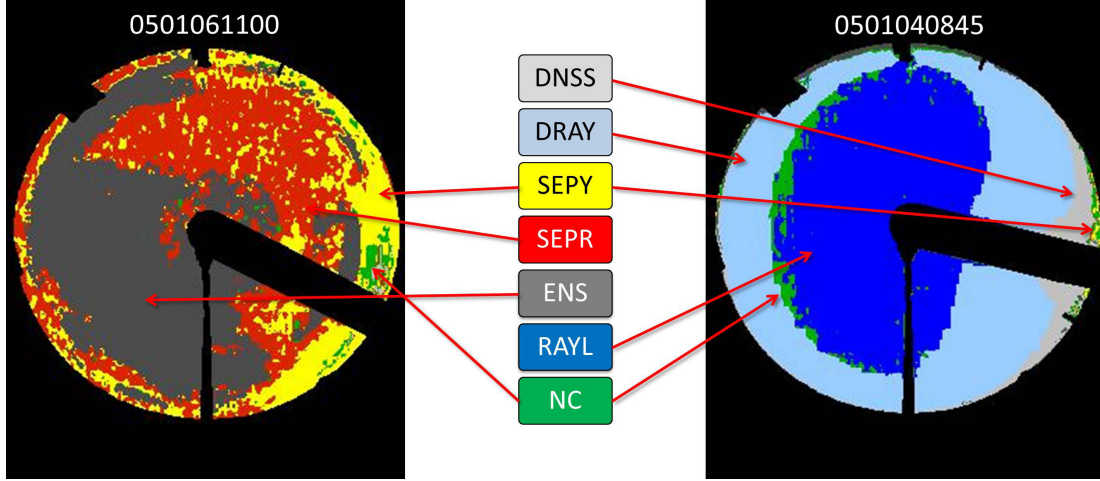 0501061100
0501040845
DNSS
DRAY
SEPY
SEPR
ENS
RAYL
NC